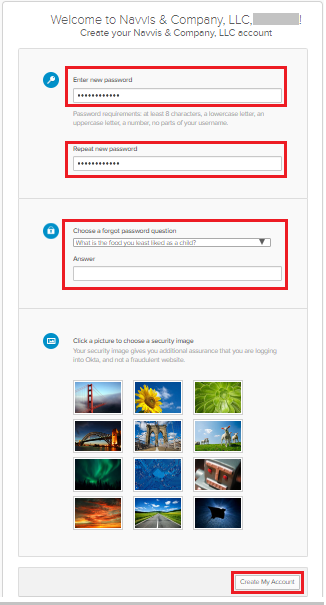 Welcome to Navvis & Company, LLC, !
Create your Navvis & Company, LLC account
Enter new password
••••••••••••
Password requirements: at least 8 characters, a lowercase letter, an
uppercase letter, a number, no parts of your username.
Repeat new password
••••••••••••
Choose a forgot password question
What is the food you least liked as a child?
Answer
Click a picture to choose a security image
Your security image gives you additional assurance that you are logging
into Okta, and not a fraudulent website.
Create My Account